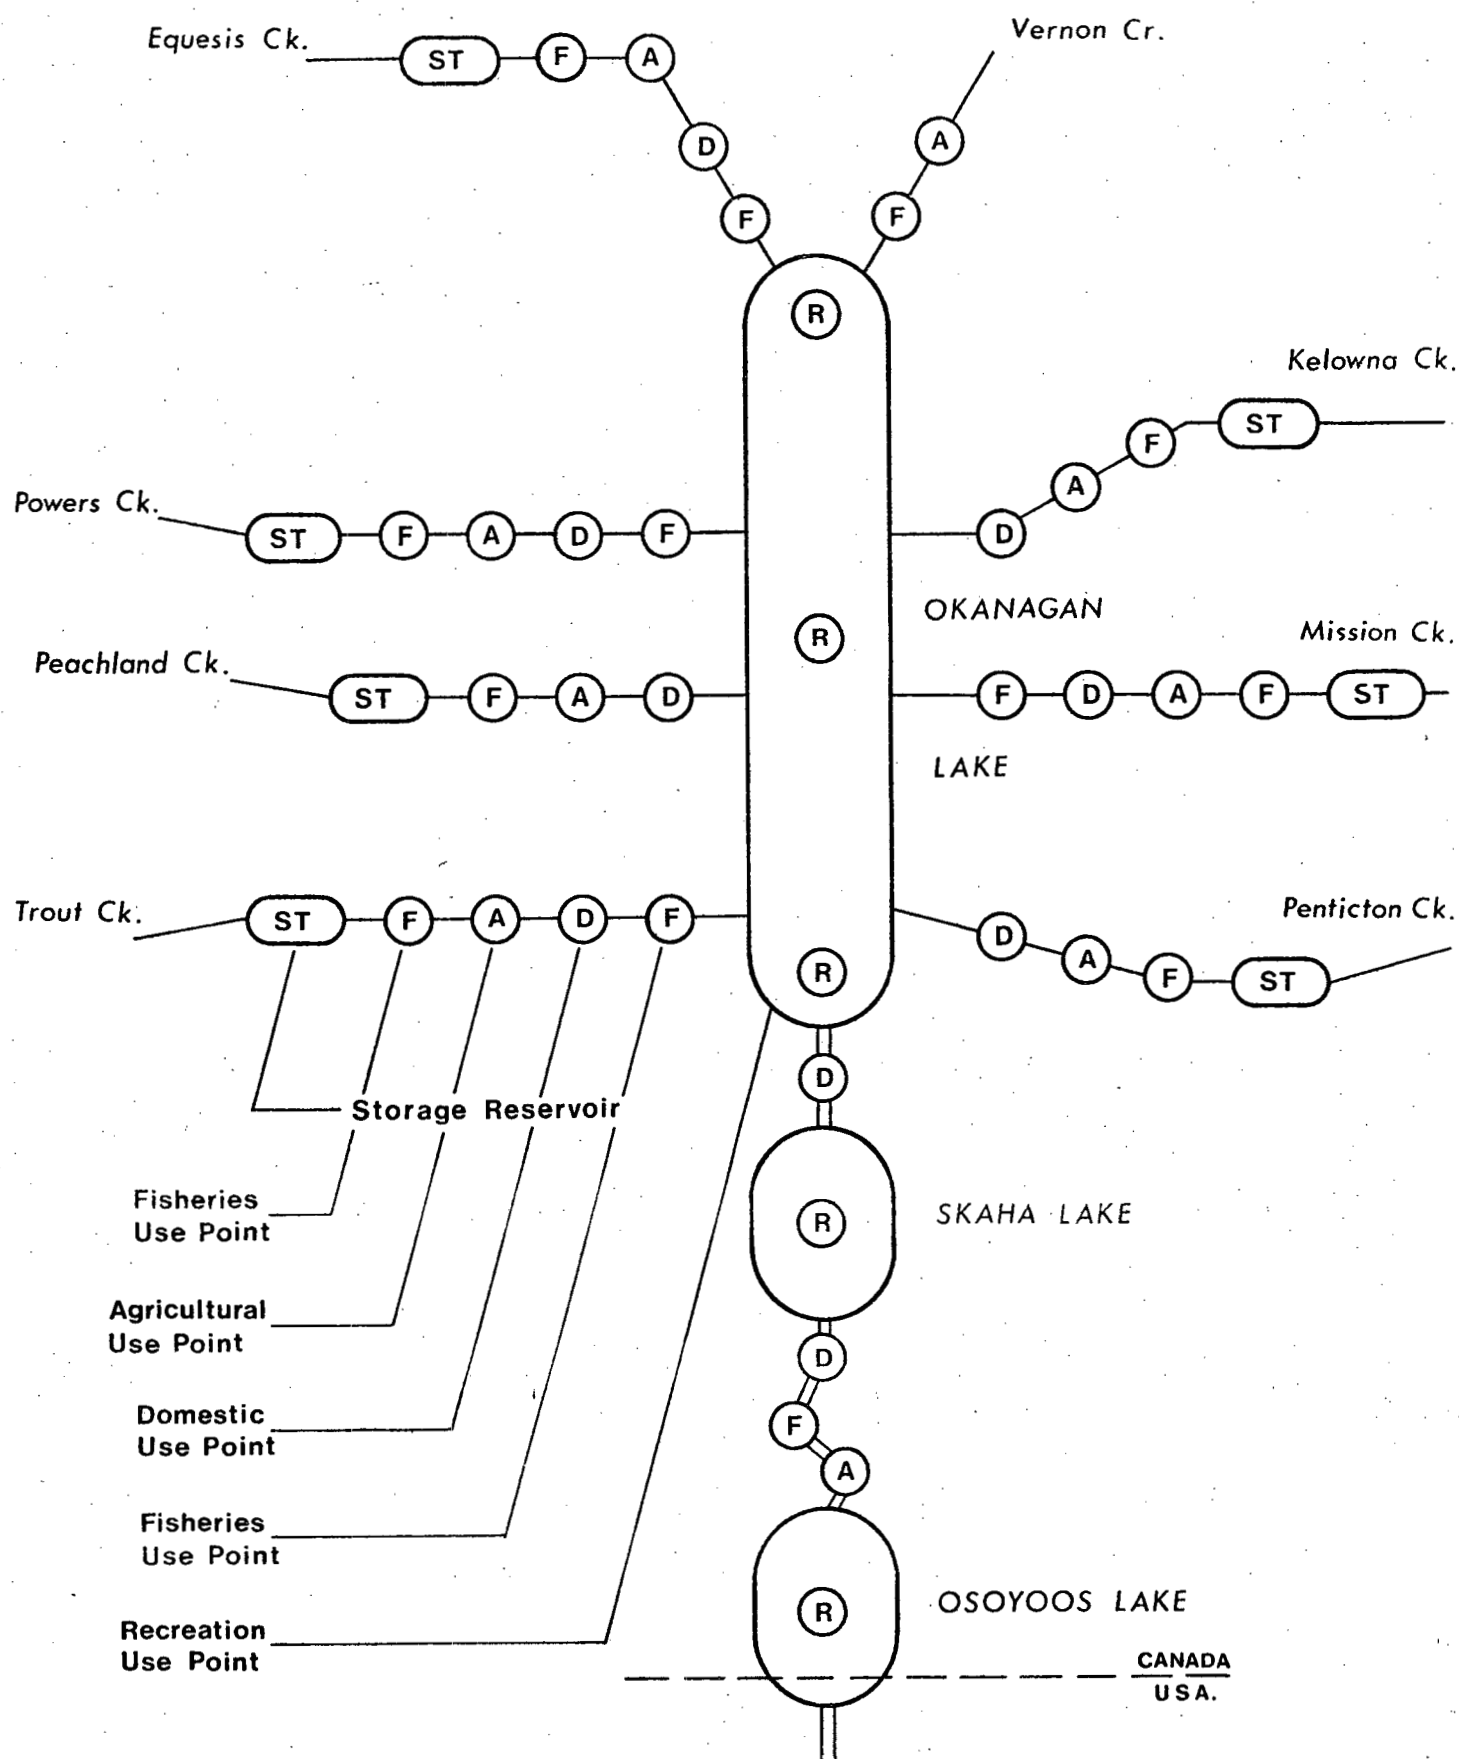 Equesis Ck.
ST F A
D
F
Vernon Cr.
A
F
R
Kelowna Ck.
ST
F
A
D
Powers Ck.
ST F A D F
OKANAGAN
R
Mission Ck.
F D A F ST
Peachland Ck.
ST F A D
LAKE
Trout Ck.
ST F A D F
R
Penticton Ck.
D
A
F ST
D
Storage Reservoir
Fisheries
Use Point
R
SKAHA LAKE
Agricultural
Use Point
D
Domestic
Use Point
F
A
Fisheries
Use Point
R
OSOYOOS LAKE
Recreation
Use Point
CANADA
USA.